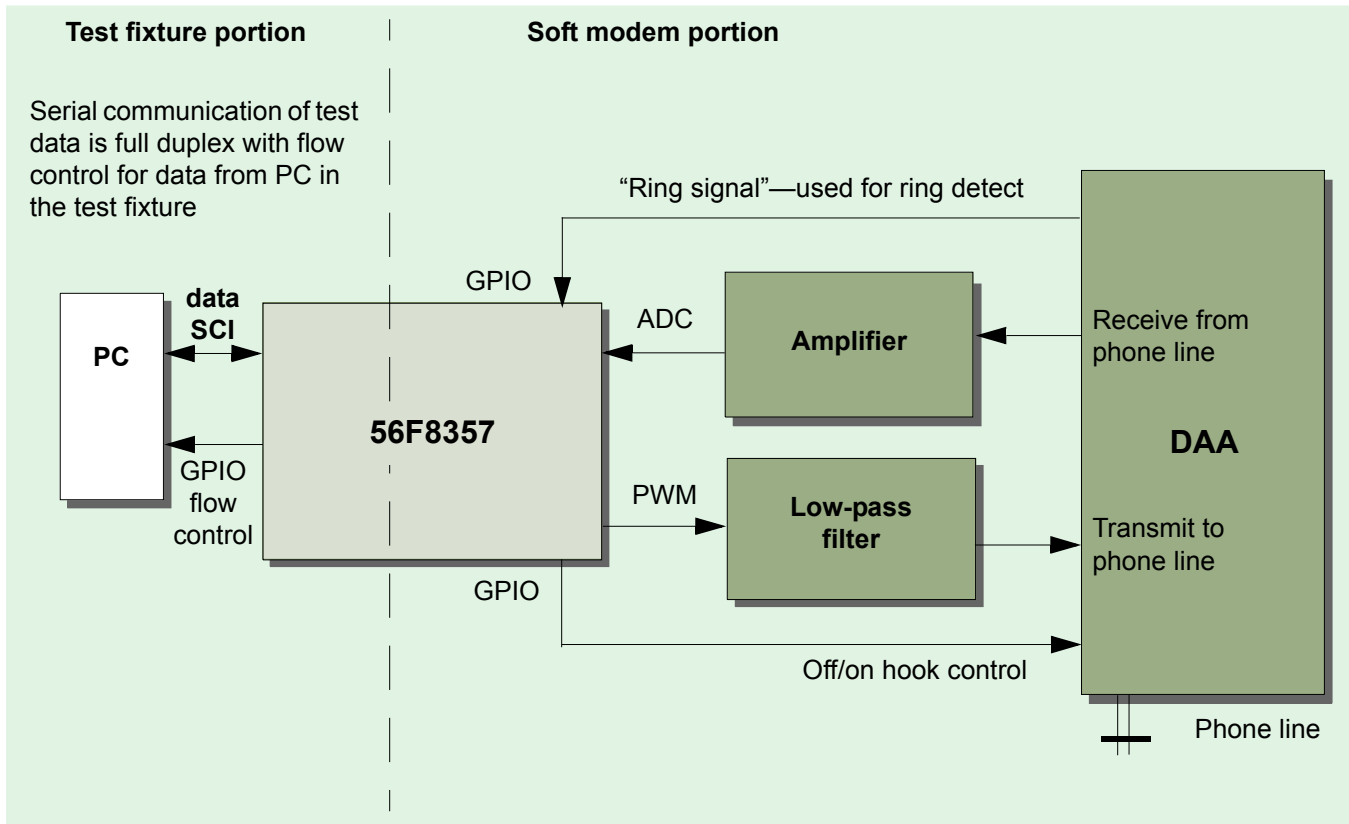 Test fixture portion
Soft modem portion
Serial communication of test
data is full duplex with flow
control for data from PC in
the test fixture
“Ring signal”—used for ring detect
GPIO
data
SCI
PC
ADC
Amplifier
Receive from
phone line
56F8357
DAA
GPIO
flow
control
PWM
Low-pass
filter
Transmit to
phone line
GPIO
Off/on hook control
Phone line